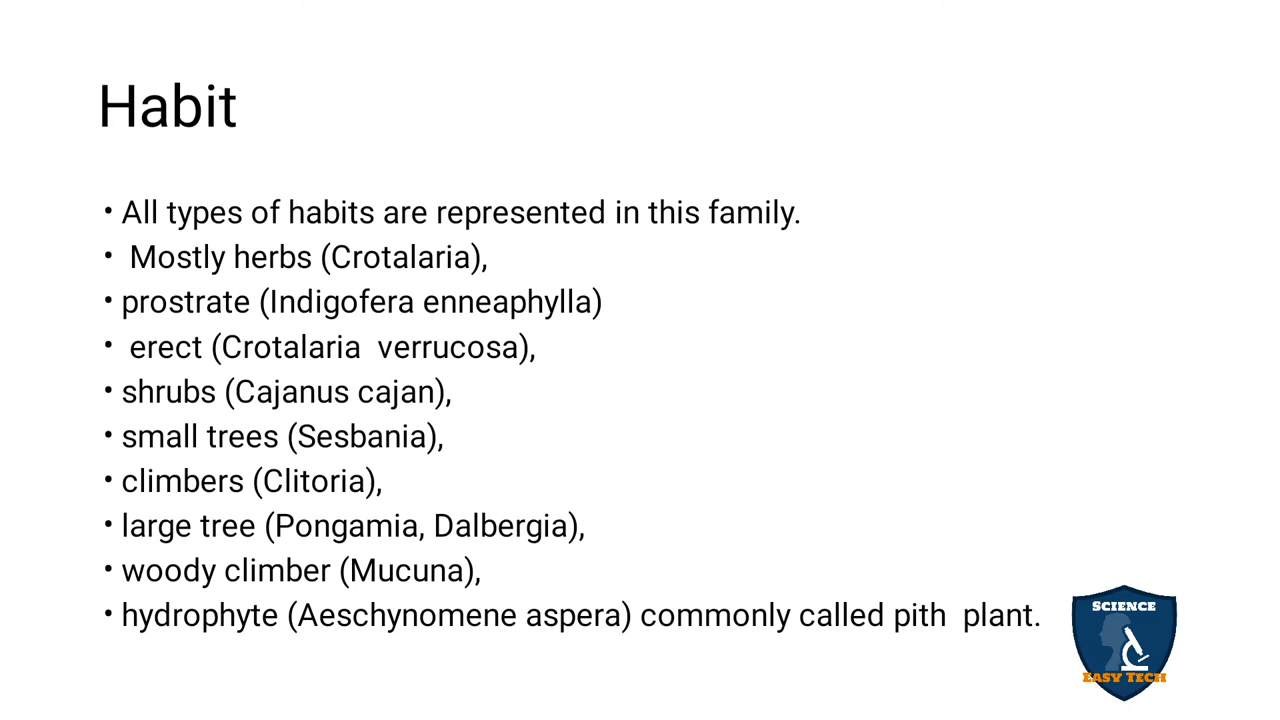 Habit
• All types of habits are represented in this family.
• Mostly herbs (Crotalaria),
• prostrate (Indigofera enneaphylla)
• erect (Crotalaria verrucosa),
• shrubs (Cajanus cajan),
• small trees (Sesbania),
• climbers (Clitoria),
• large tree (Pongamia, Dalbergia),
• woody climber (Mucuna),
• hydrophyte (Aeschynomene aspera) commonly called pith plant.
SCIENCE
EASY TECH